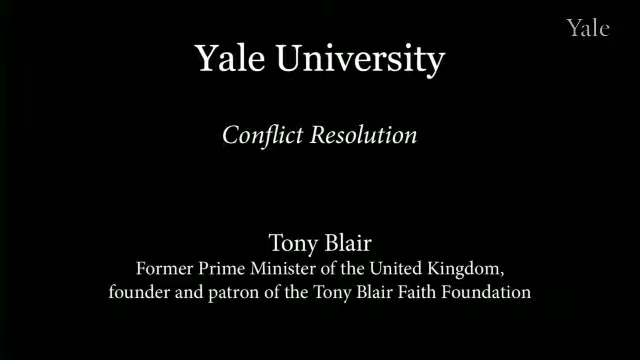 Yale
Yale University
Conflict Resolution
Tony Blair
Former Prime Minister of the United Kingdom,
founder and patron of the Tony Blair Faith Foundation